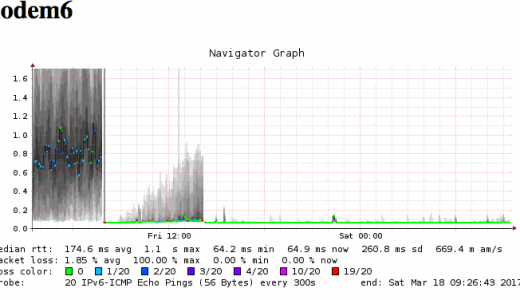 odem6
Navigator Graph
1.6
1.4
1.2
1.0
0.8
0.6
0.4
0.2
0.0
Fri 12:00 Sat 00:00
edian rtt: 174.6 ms avg 1.1 s max 64.2 ms min 64.9 ms now 260.8 ms sd 669.4 m am/s
acket loss: 1.85 % avg 100.00 % max 0.00 % min 0.00 % now
oss color: 0 1/20 2/20 3/20 4/20 10/20 19/20
robe: 20 IPv6-ICMP Echo Pings (56 Bytes) every 300s end: Sat Mar 18 09:26:43 2017